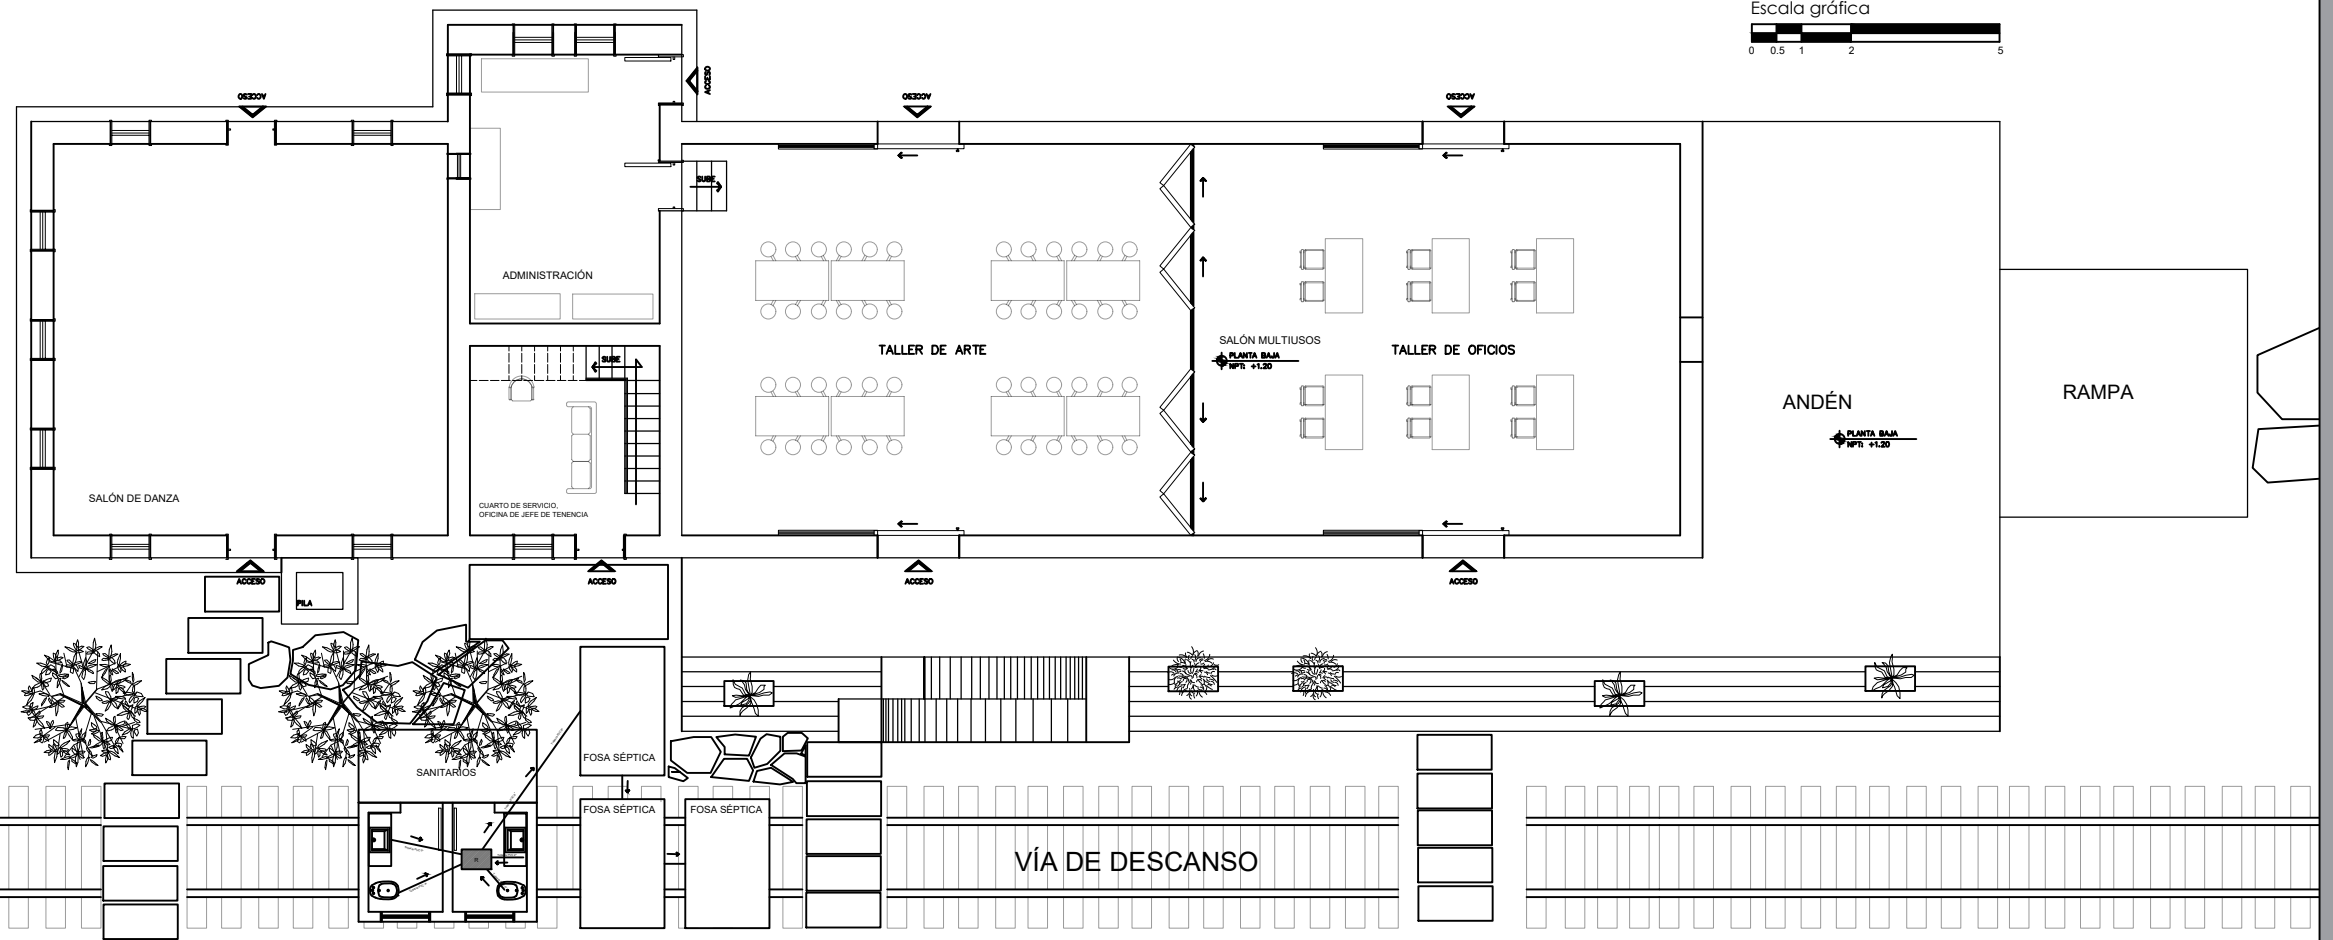 Escala gráfica
0 0.5 1 2 5
ACCESO
ACCESO
ACCESO
ACCESO
SUBE
ADMINISTRACIÓN
SUBE
TALLER DE ARTE
SALÓN MULTIUSOS
PLANTA BAJA
NPT: +1.20
TALLER DE OFICIOS
ANDÉN
PLANTA BAJA
NPT: +1.20
RAMPA
SALÓN DE DANZA
CUARTO DE SERVICIO,
OFICINA DE JEFE DE TENENCIA
ACCESO
ACCESO
ACCESO
ACCESO
PILA
SANITARIOS
FOSA SÉPTICA
FOSA SÉPTICA
FOSA SÉPTICA
VÍA DE DESCANSO